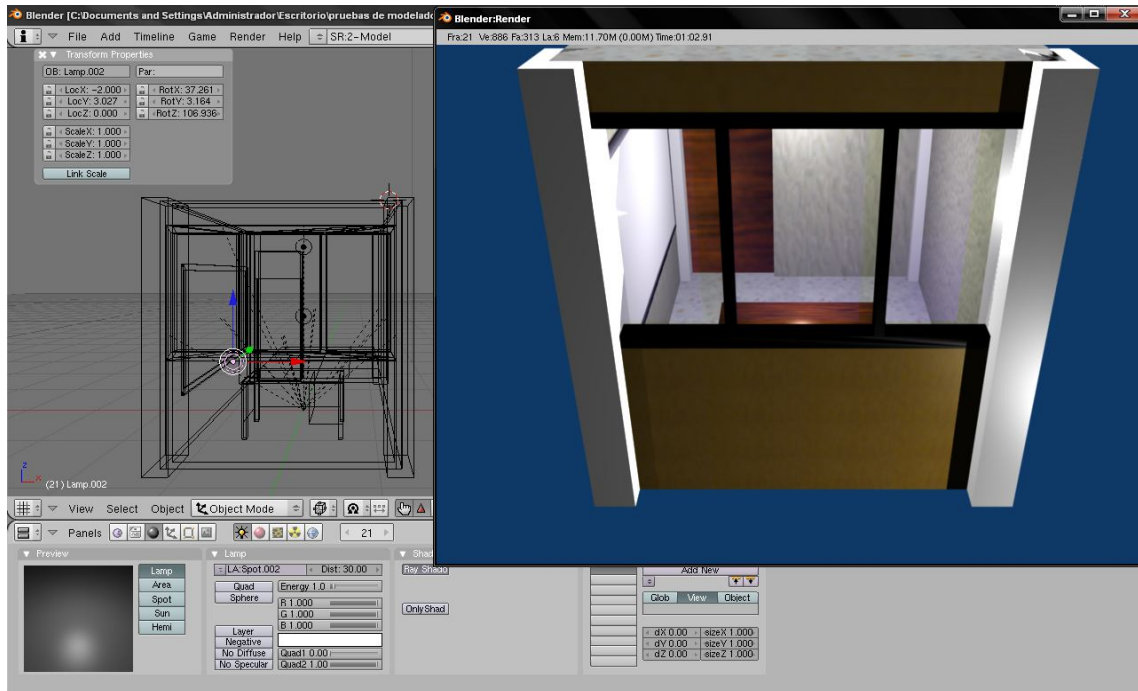 Blender [C:\Documents and Settings\Administrador\Escritorio\pruebas de modelado
Blender:Render
File Add Timeline Game Render Help SR:2-Model
Fra:21 Ve:886 Fa:313 La:6 Mem:11.70M (0.00M) Time:01:02.91
Transform Properties
OB: Lamp.002 Par:
LocX: -2.000 RotX: 37.261
LocY: 3.027 RotY: 3.164
LocZ: 0.000 RotZ: 106.936
ScaleX: 1.000
ScaleY: 1.000
ScaleZ: 1.000
Link Scale
z
x
(21) Lamp.002
View Select Object Object Mode
Panels 21
Preview Lamp Shad
Lamp
Area
Spot
Sun
Hemi
LA:Spot.002 Dist: 30.00
Quad Energy 1.0
Sphere
R 1.000
G 1.000
B 1.000
Layer
Negative
No Diffuse Quad1 0.00
No Specular Quad2 1.00
Ray Shado
OnlyShad
Add New
Glob View Object
dX 0.00 sizeX 1.000
dY 0.00 sizeY 1.000
dZ 0.00 sizeZ 1.000